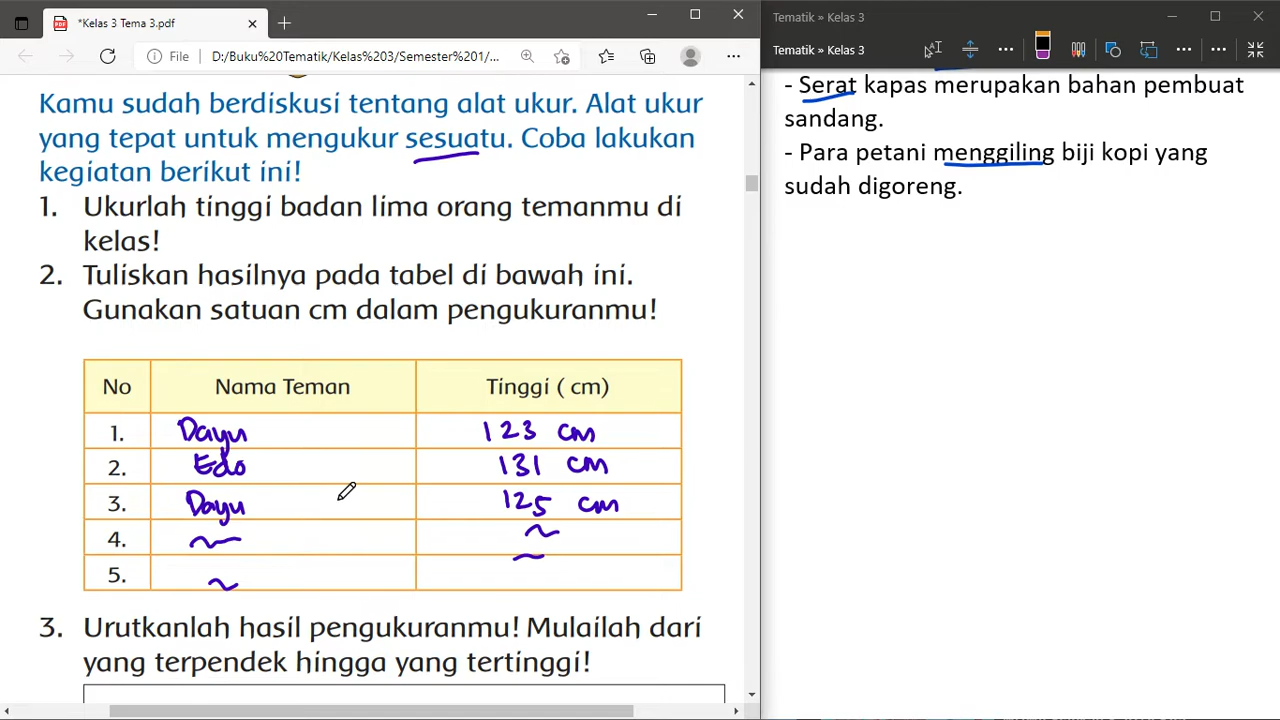 *Kelas 3 Tema 3.pdf
File
D:/Buku%20Tematik/Kelas%203/Semester%201/...
Kamu sudah berdiskusi tentang alat ukur. Alat ukur
yang tepat untuk mengukur sesuatu. Coba lakukan
kegiatan berikut ini!
1. Ukurlah tinggi badan lima orang temanmu di
kelas!
2. Tuliskan hasilnya pada tabel di bawah ini.
Gunakan satuan cm dalam pengukuranmu!
No Nama Teman Tinggi ( cm)
1. Dayu 123 cm
2. Edo 131 cm
3. Dayu 125 cm
4.
5.
3. Urutkanlah hasil pengukuranmu! Mulailah dari
yang terpendek hingga yang tertinggi!
Tematik » Kelas 3
Tematik » Kelas 3
- Serat kapas merupakan bahan pembuat
sandang.
- Para petani menggiling biji kopi yang
sudah digoreng.